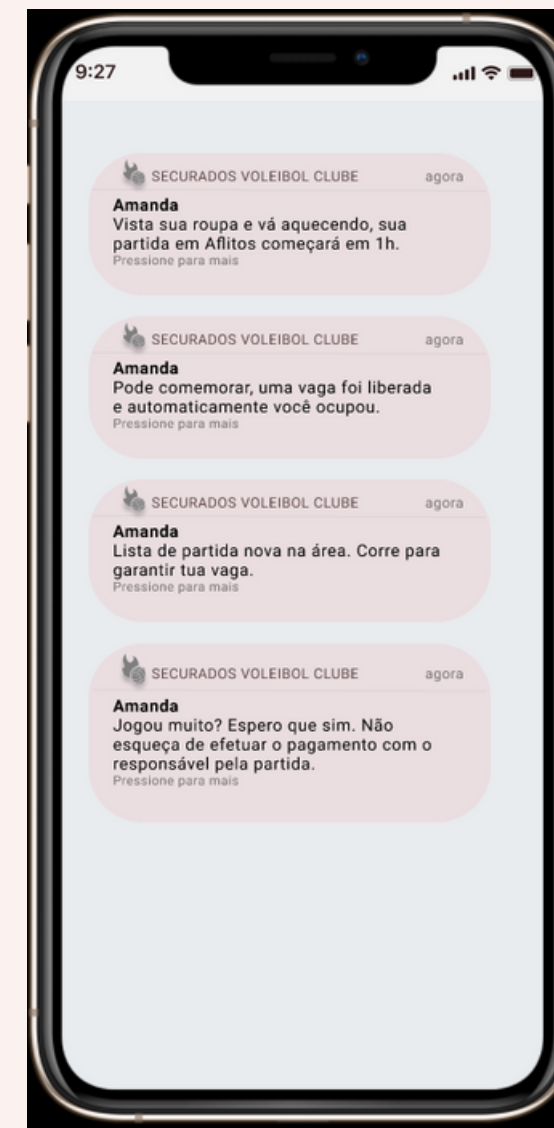 9:27
SECURADOS VOLEIBOL CLUBE agora
Amanda
Vista sua roupa e vá aquecendo, sua
partida em Aflitos começará em 1h.
Pressione para mais
SECURADOS VOLEIBOL CLUBE agora
Amanda
Pode comemorar, uma vaga foi liberada
e automaticamente você ocupou.
Pressione para mais
SECURADOS VOLEIBOL CLUBE agora
Amanda
Lista de partida nova na área. Corre para
garantir tua vaga.
Pressione para mais
SECURADOS VOLEIBOL CLUBE agora
Amanda
Jogou muito? Espero que sim. Não
esqueça de efetuar o pagamento com o
responsável pela partida.
Pressione para mais